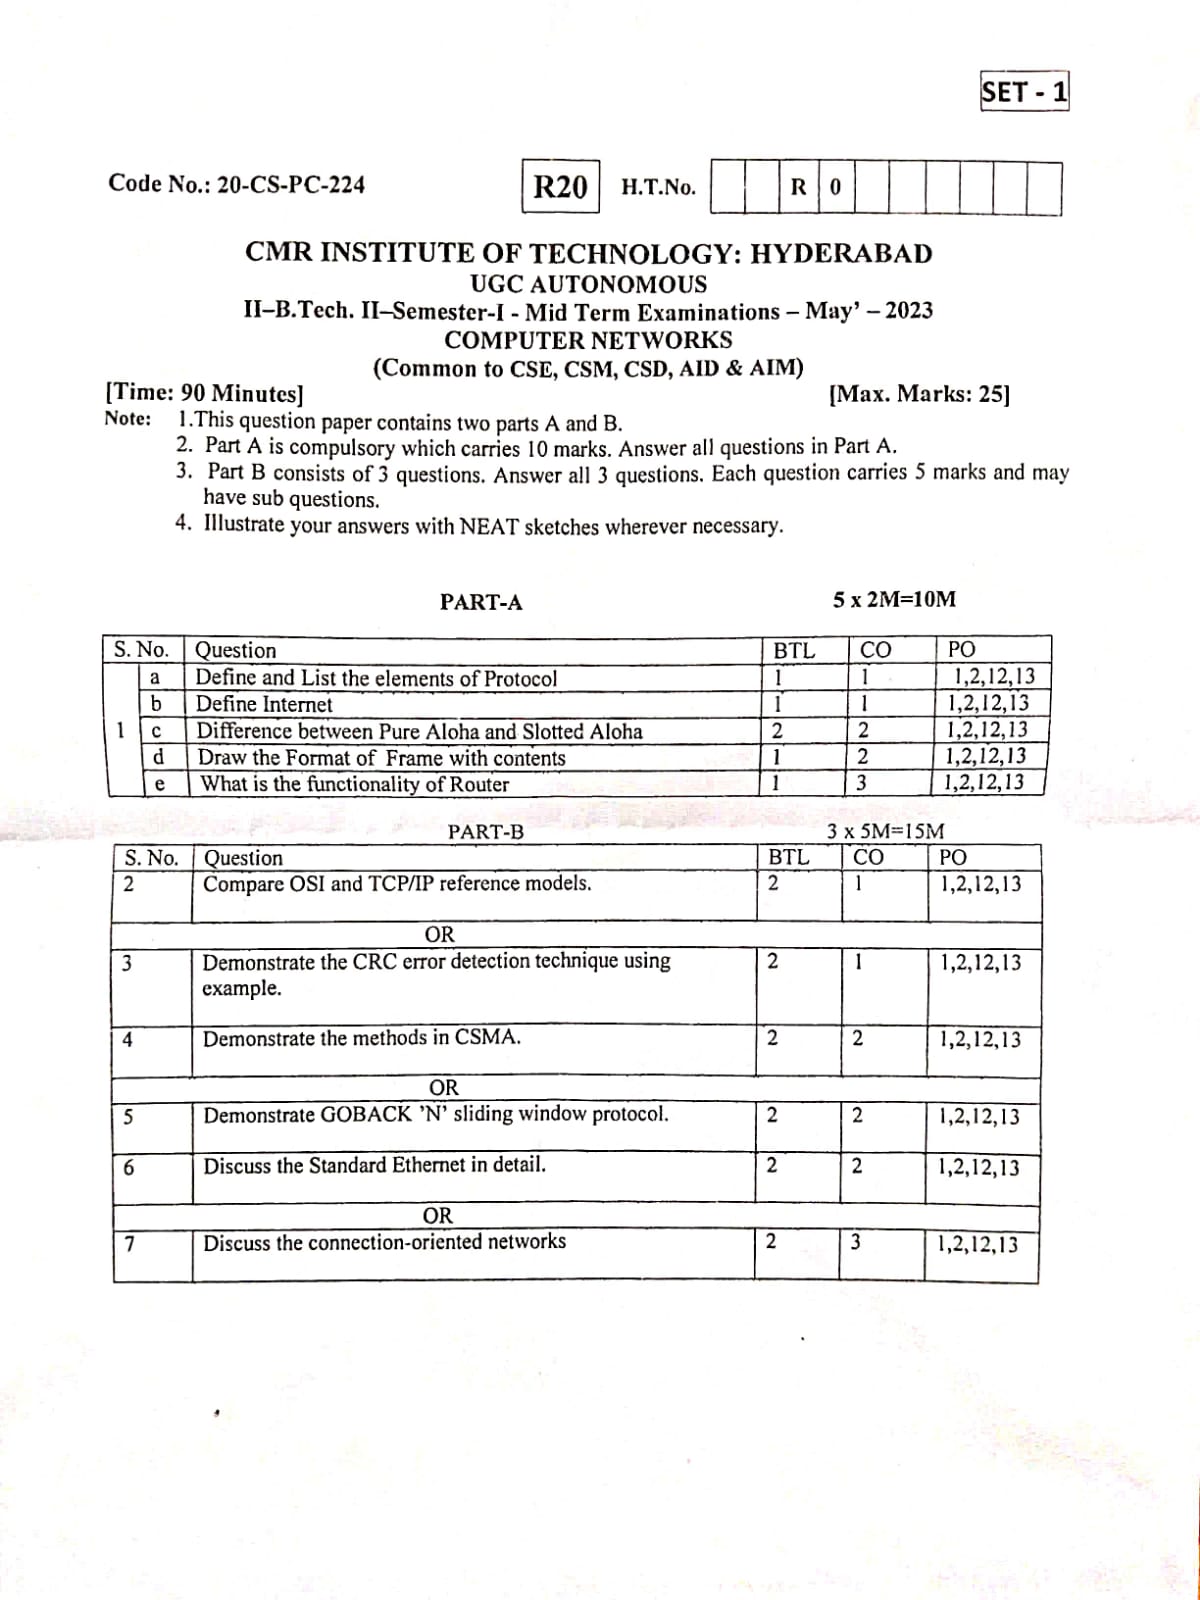 SET - 1
Code No.: 20-CS-PC-224 R20 H.T.No. R 0
CMR INSTITUTE OF TECHNOLOGY: HYDERABAD
UGC AUTONOMOUS
II–B.Tech. II–Semester-I - Mid Term Examinations – May’ – 2023
COMPUTER NETWORKS
(Common to CSE, CSM, CSD, AID & AIM)
[Time: 90 Minutes] [Max. Marks: 25]
Note: 1.This question paper contains two parts A and B.
2. Part A is compulsory which carries 10 marks. Answer all questions in Part A.
3. Part B consists of 3 questions. Answer all 3 questions. Each question carries 5 marks and may
have sub questions.
4. Illustrate your answers with NEAT sketches wherever necessary.
PART-A 5 x 2M=10M
S. No. Question BTL CO PO
a Define and List the elements of Protocol 1 1 1,2,12,13
b Define Internet 1 1 1,2,12,13
1 c Difference between Pure Aloha and Slotted Aloha 2 2 1,2,12,13
d Draw the Format of Frame with contents 1 2 1,2,12,13
e What is the functionality of Router 1 3 1,2,12,13
PART-B 3 x 5M=15M
S. No. Question BTL CO PO
2 Compare OSI and TCP/IP reference models. 2 1 1,2,12,13
OR
3 Demonstrate the CRC error detection technique using 2 1 1,2,12,13
example.
4 Demonstrate the methods in CSMA. 2 2 1,2,12,13
OR
5 Demonstrate GOBACK ’N’ sliding window protocol. 2 2 1,2,12,13
6 Discuss the Standard Ethernet in detail. 2 2 1,2,12,13
OR
7 Discuss the connection-oriented networks 2 3 1,2,12,13